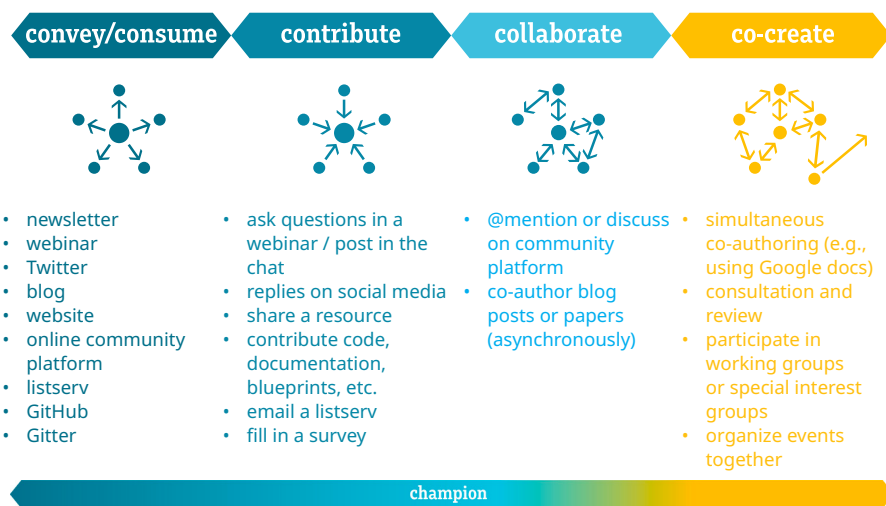 convey/consume
contribute
collaborate
co-create
• newsletter
• webinar
• Twitter
• blog
• website
• online community
platform
• listserv
• GitHub
• Gitter
• ask questions in a
webinar / post in the
chat
• replies on social media
• share a resource
• contribute code,
documentation,
blueprints, etc.
• email a listserv
• fill in a survey
• @mention or discuss
on community
platform
• co-author blog
posts or papers
(asynchronously)
• simultaneous
co-authoring (e.g.,
using Google docs)
• consultation and
review
• participate in
working groups
or special interest
groups
• organize events
together
champion